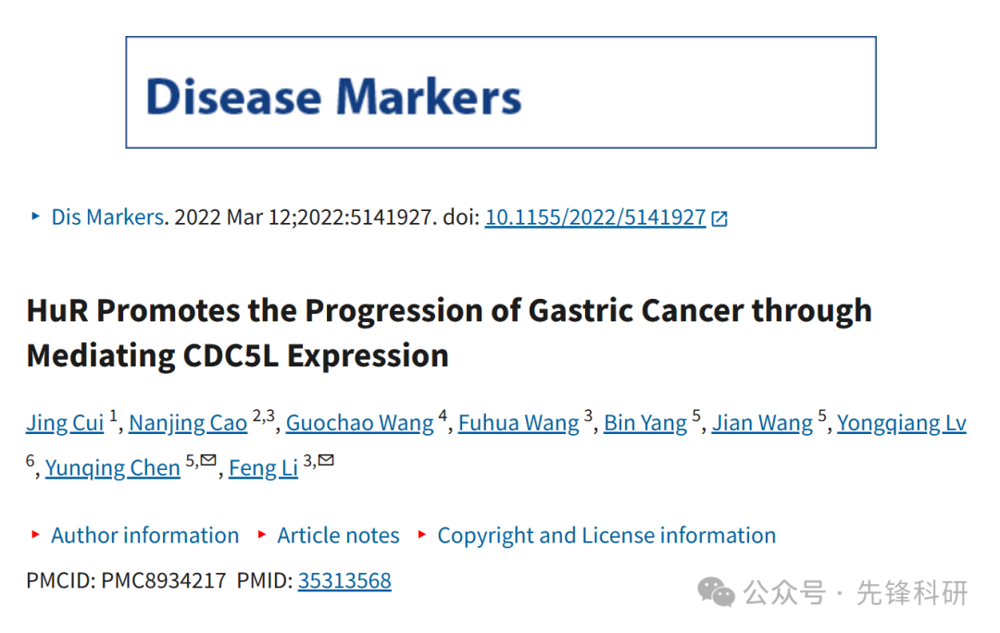 Disease Markers
Dis Markers. 2022 Mar 12;2022:5141927. doi: 10.1155/2022/5141927
HuR Promotes the Progression of Gastric Cancer through
Mediating CDC5L Expression
Jing Cui 1, Nanjing Cao 2,3, Guochao Wang 4, Fuhua Wang 3, Bin Yang 5, Jian Wang 5, Yongqiang Lv
6, Yunqing Chen 5,✉, Feng Li 3,✉
▸ Author information ▸ Article notes ▸ Copyright and License information
PMCID: PMC8934217 PMID: 35313568
公众号 · 先锋科研